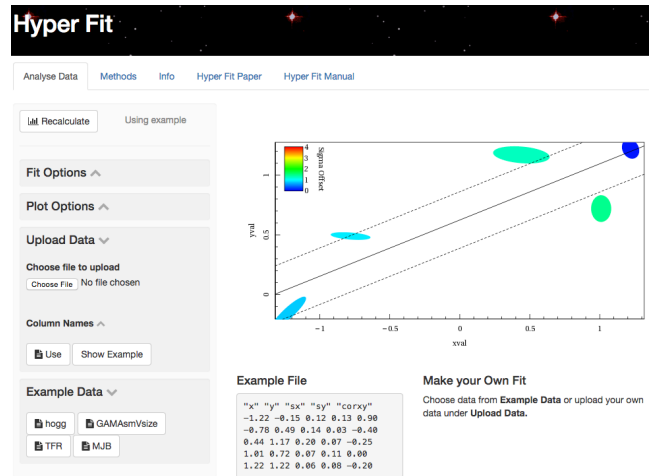 Hyper Fit
Analyse Data Methods Info Hyper Fit Paper Hyper Fit Manual
Recalculate Using example
Fit Options
Plot Options
Upload Data
Choose file to upload
Choose File No file chosen
Column Names
Use Show Example
Example Data
hogg GAMAsmVsize
TFR MJB
4
3
2
1
0
Sigma Offset
1
0.5
0
yval
−1 −0.5 0 0.5 1
xval
Example File
"x" "y" "sx" "sy" "corxy"
−1.22 −0.15 0.12 0.13 0.90
−0.78 0.49 0.14 0.03 −0.40
0.44 1.17 0.20 0.07 −0.25
1.01 0.72 0.07 0.11 0.00
1.22 1.22 0.06 0.08 −0.20
Make your Own Fit
Choose data from Example Data or upload your own
data under Upload Data.